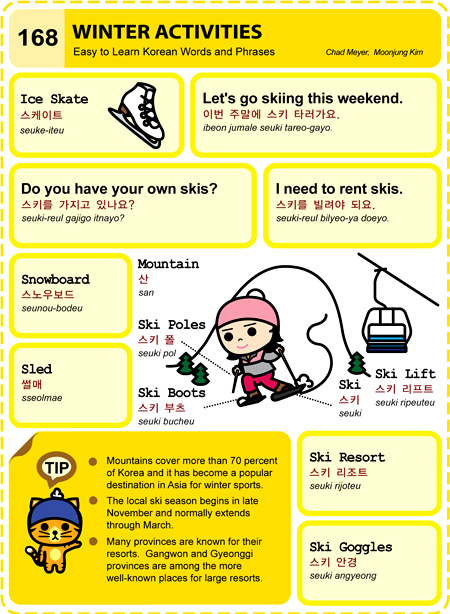 168
WINTER ACTIVITIES
Easy to Learn Korean Words and Phrases
Chad Meyer, Moonjung Kim
Ice Skate
스케이트
seuke-iteu
Let's go skiing this weekend.
이번 주말에 스키 타러가요.
ibeon jumale seuki tareo-gayo.
Do you have your own skis?
스키를 가지고 있나요?
seuki-reul gajigo itnayo?
I need to rent skis.
스키를 빌려야 되요.
seuki-reul bilyeo-ya doeyo.
Snowboard
스노우보드
seunou-bodeu
Mountain
산
san
Ski Poles
스키 폴
seuki pol
Sled
썰매
sseolmae
Ski Boots
스키 부츠
seuki bucheu
Ski
스키
seuki
Ski Lift
스키 리프트
seuki ripeuteu
TIP
Mountains cover more than 70 percent
of Korea and it has become a popular
destination in Asia for winter sports.
The local ski season begins in late
November and normally extends
through March.
Many provinces are known for their
resorts. Gangwon and Gyeonggi
provinces are among the more
well-known places for large resorts.
Ski Resort
스키 리조트
seuki rijoteu
Ski Goggles
스키 안경
seuki angyeong